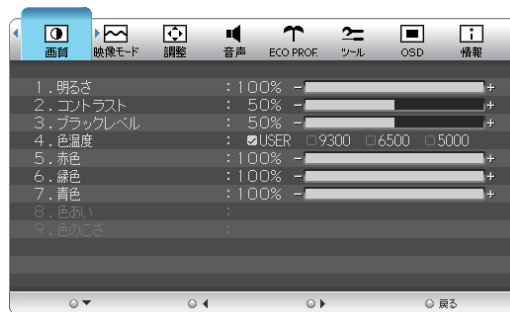 画質 映像モード 調整 音声 ECO PROF. ツール OSD 情報
1.明るさ :100% - +
2.コントラスト : 50% - +
3.ブラックレベル : 50% - +
4.色温度 : ☑USER □9300 □6500 □5000
5.赤色 :100% - +
6.緑色 :100% - +
7.青色 :100% - +
8.色あい :
9.色のこさ :
戻る